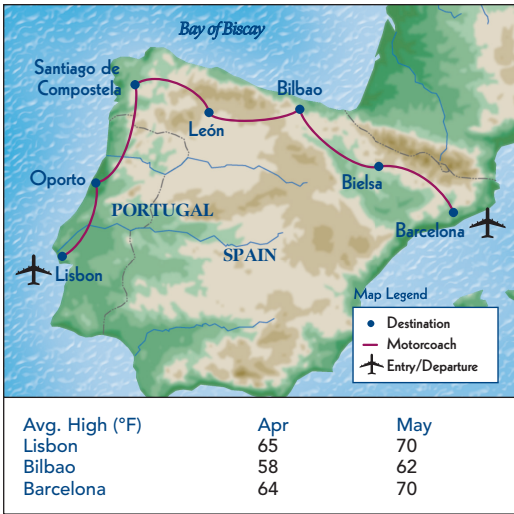 Bay of Biscay
Santiago de
Compostela
Bilbao
León
Oporto
Bielsa
PORTUGAL
Barcelona
SPAIN
Lisbon
Map Legend
Destination
Motorcoach
Entry/Departure
Avg. High (°F) Apr May
Lisbon 65 70
Bilbao 58 62
Barcelona 64 70